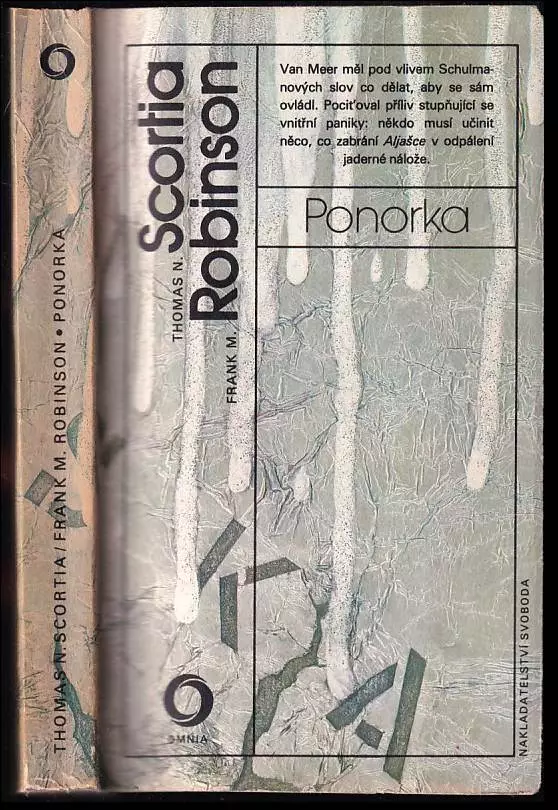 THOMAS N. SCORTIA / FRANK M. ROBINSON • PONORKA
THOMAS N. Scortia
FRANK M. Robinson
Van Meer měl pod vlivem Schulma-
nových slov co dělat, aby se sám
ovládl. Pociťoval příliv stupňující se
vnitřní paniky: někdo musí učinit
něco, co zabrání Aljašce v odpálení
jaderné nálože.
Ponorka
OMNIA
NAKLADATELSTVÍ SVOBODA